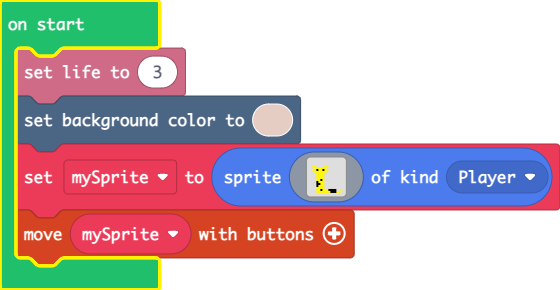 on start
set life to 3
set background color to
set mySprite to sprite of kind Player
move mySprite with buttons